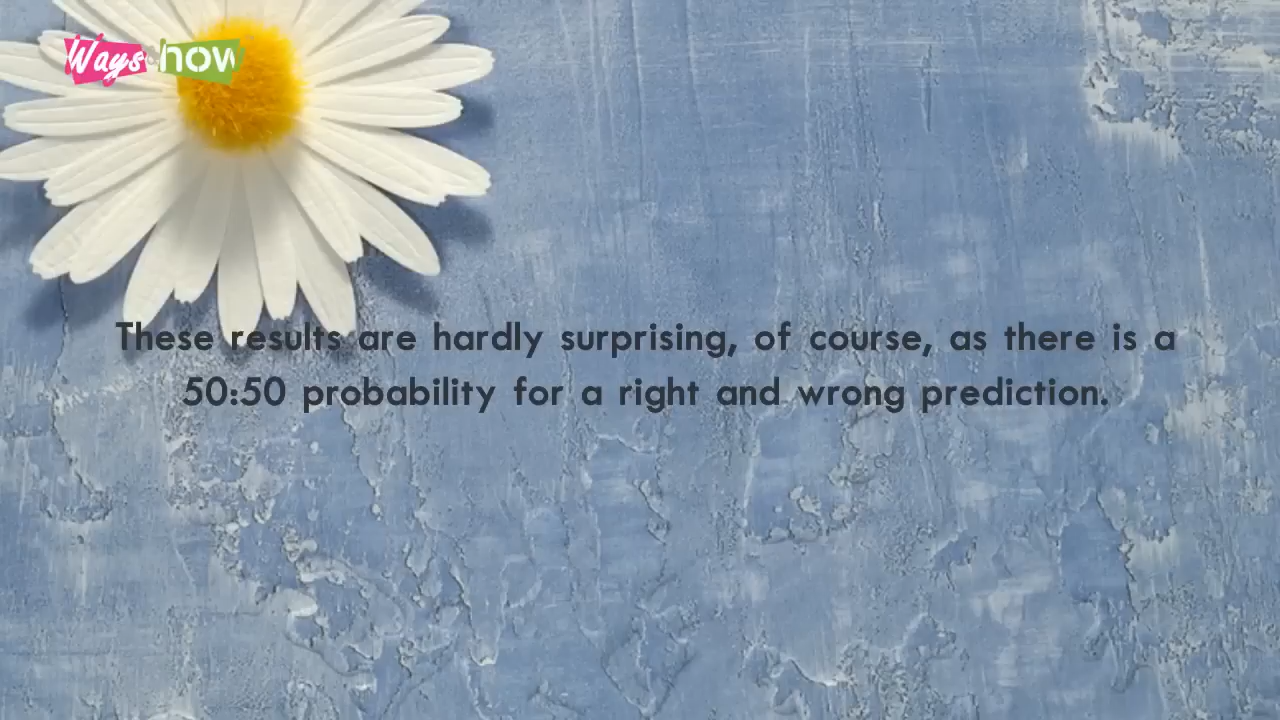 Ways how
These results are hardly surprising, of course, as there is a
50:50 probability for a right and wrong prediction.